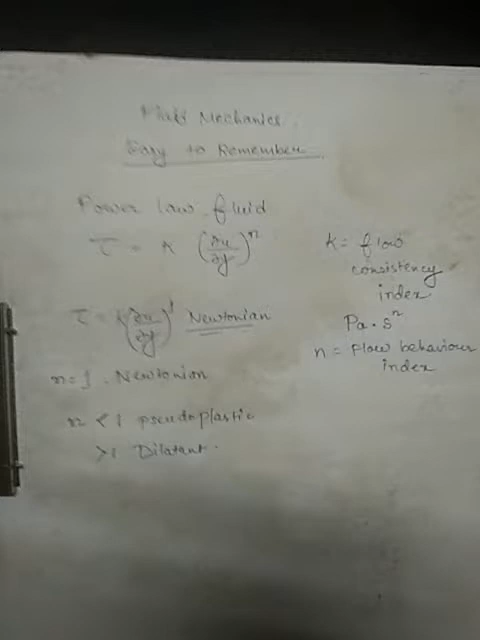 Fluid Mechanics.
Easy to Remember
Power law fluid
τ = K (∂u/∂y)^n
τ = K(∂u/∂y)^1 Newtonian
n=1. Newtonian
n < 1 pseudoplastic
>1 Dilatant.
K = flow
consistency
index
Pa·s^n
n = Flow behaviour
index